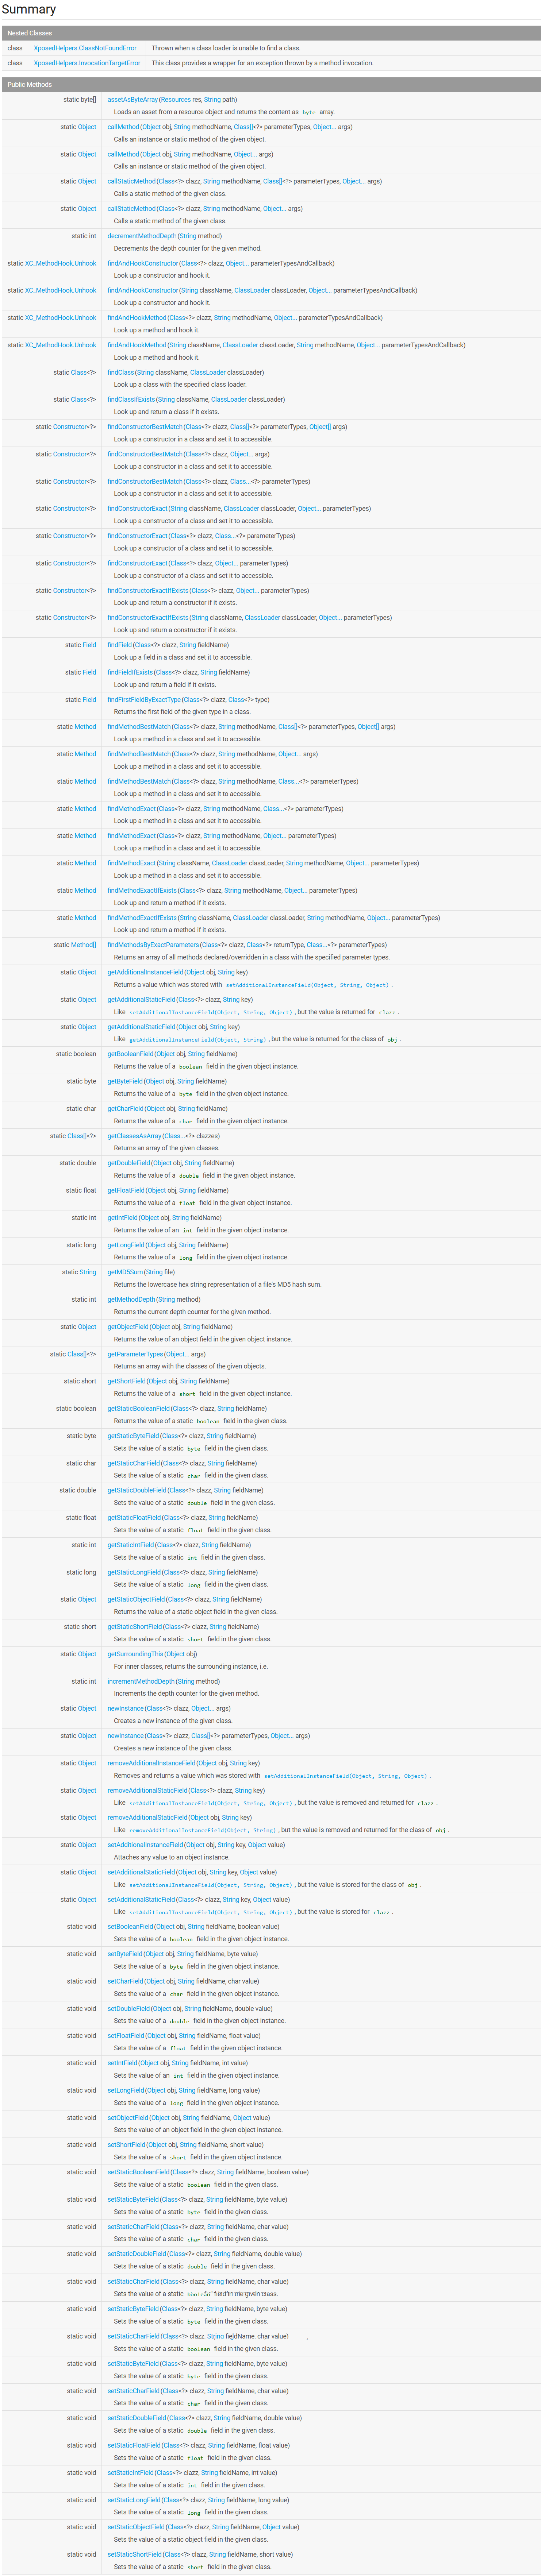 Summary
Nested Classes
class XposedHelpers.ClassNotFoundError Thrown when a class loader is unable to find a class.
class XposedHelpers.InvocationTargetError This class provides a wrapper for an exception thrown by a method invocation.
Public Methods
static byte[] assetAsByteArray(Resources res, String path)
Loads an asset from a resource object and returns the content as byte array.
static Object callMethod(Object obj, String methodName, Class[]<?> parameterTypes, Object... args)
Calls an instance or static method of the given object.
static Object callMethod(Object obj, String methodName, Object... args)
Calls an instance or static method of the given object.
static Object callStaticMethod(Class<?> clazz, String methodName, Class[]<?> parameterTypes, Object... args)
Calls a static method of the given class.
static Object callStaticMethod(Class<?> clazz, String methodName, Object... args)
Calls a static method of the given class.
static int decrementMethodDepth(String method)
Decrements the depth counter for the given method.
static XC_MethodHook.Unhook findAndHookConstructor(Class<?> clazz, Object... parameterTypesAndCallback)
Look up a constructor and hook it.
static XC_MethodHook.Unhook findAndHookConstructor(String className, ClassLoader classLoader, Object... parameterTypesAndCallback)
Look up a constructor and hook it.
static XC_MethodHook.Unhook findAndHookMethod(Class<?> clazz, String methodName, Object... parameterTypesAndCallback)
Look up a method and hook it.
static XC_MethodHook.Unhook findAndHookMethod(String className, ClassLoader classLoader, String methodName, Object... parameterTypesAndCallback)
Look up a method and hook it.
static Class<?> findClass(String className, ClassLoader classLoader)
Look up a class with the specified class loader.
static Class<?> findClassIfExists(String className, ClassLoader classLoader)
Look up and return a class if it exists.
static Constructor<?> findConstructorBestMatch(Class<?> clazz, Class[]<?> parameterTypes, Object[] args)
Look up a constructor in a class and set it to accessible.
static Constructor<?> findConstructorBestMatch(Class<?> clazz, Object... args)
Look up a constructor in a class and set it to accessible.
static Constructor<?> findConstructorBestMatch(Class<?> clazz, Class...<?> parameterTypes)
Look up a constructor in a class and set it to accessible.
static Constructor<?> findConstructorExact(String className, ClassLoader classLoader, Object... parameterTypes)
Look up a constructor of a class and set it to accessible.
static Constructor<?> findConstructorExact(Class<?> clazz, Class...<?> parameterTypes)
Look up a constructor of a class and set it to accessible.
static Constructor<?> findConstructorExact(Class<?> clazz, Object... parameterTypes)
Look up a constructor of a class and set it to accessible.
static Constructor<?> findConstructorExactIfExists(Class<?> clazz, Object... parameterTypes)
Look up and return a constructor if it exists.
static Constructor<?> findConstructorExactIfExists(String className, ClassLoader classLoader, Object... parameterTypes)
Look up and return a constructor if it exists.
static Field findField(Class<?> clazz, String fieldName)
Look up a field in a class and set it to accessible.
static Field findFieldIfExists(Class<?> clazz, String fieldName)
Look up and return a field if it exists.
static Field findFirstFieldByExactType(Class<?> clazz, Class<?> type)
Returns the first field of the given type in a class.
static Method findMethodBestMatch(Class<?> clazz, String methodName, Class[]<?> parameterTypes, Object[] args)
Look up a method in a class and set it to accessible.
static Method findMethodBestMatch(Class<?> clazz, String methodName, Object... args)
Look up a method in a class and set it to accessible.
static Method findMethodBestMatch(Class<?> clazz, String methodName, Class...<?> parameterTypes)
Look up a method in a class and set it to accessible.
static Method findMethodExact(Class<?> clazz, String methodName, Class...<?> parameterTypes)
Look up a method in a class and set it to accessible.
static Method findMethodExact(Class<?> clazz, String methodName, Object... parameterTypes)
Look up a method in a class and set it to accessible.
static Method findMethodExact(String className, ClassLoader classLoader, String methodName, Object... parameterTypes)
Look up a method in a class and set it to accessible.
static Method findMethodExactIfExists(Class<?> clazz, String methodName, Object... parameterTypes)
Look up and return a method if it exists.
static Method findMethodExactIfExists(String className, ClassLoader classLoader, String methodName, Object... parameterTypes)
Look up and return a method if it exists.
static Method[] findMethodsByExactParameters(Class<?> clazz, Class<?> returnType, Class...<?> parameterTypes)
Returns an array of all methods declared/overridden in a class with the specified parameter types.
static Object getAdditionalInstanceField(Object obj, String key)
Returns a value which was stored with setAdditionalInstanceField(Object, String, Object) .
static Object getAdditionalStaticField(Class<?> clazz, String key)
Like setAdditionalInstanceField(Object, String, Object) , but the value is returned for clazz .
static Object getAdditionalStaticField(Object obj, String key)
Like getAdditionalInstanceField(Object, String) , but the value is returned for the class of obj .
static boolean getBooleanField(Object obj, String fieldName)
Returns the value of a boolean field in the given object instance.
static byte getByteField(Object obj, String fieldName)
Returns the value of a byte field in the given object instance.
static char getCharField(Object obj, String fieldName)
Returns the value of a char field in the given object instance.
static Class[]<?> getClassesAsArray(Class...<?> clazzes)
Returns an array of the given classes.
static double getDoubleField(Object obj, String fieldName)
Returns the value of a double field in the given object instance.
static float getFloatField(Object obj, String fieldName)
Returns the value of a float field in the given object instance.
static int getIntField(Object obj, String fieldName)
Returns the value of an int field in the given object instance.
static long getLongField(Object obj, String fieldName)
Returns the value of a long field in the given object instance.
static String getMD5Sum(String file)
Returns the lowercase hex string representation of a file's MD5 hash sum.
static int getMethodDepth(String method)
Returns the current depth counter for the given method.
static Object getObjectField(Object obj, String fieldName)
Returns the value of an object field in the given object instance.
static Class[]<?> getParameterTypes(Object... args)
Returns an array with the classes of the given objects.
static short getShortField(Object obj, String fieldName)
Returns the value of a short field in the given object instance.
static boolean getStaticBooleanField(Class<?> clazz, String fieldName)
Returns the value of a static boolean field in the given class.
static byte getStaticByteField(Class<?> clazz, String fieldName)
Sets the value of a static byte field in the given class.
static char getStaticCharField(Class<?> clazz, String fieldName)
Sets the value of a static char field in the given class.
static double getStaticDoubleField(Class<?> clazz, String fieldName)
Sets the value of a static double field in the given class.
static float getStaticFloatField(Class<?> clazz, String fieldName)
Sets the value of a static float field in the given class.
static int getStaticIntField(Class<?> clazz, String fieldName)
Sets the value of a static int field in the given class.
static long getStaticLongField(Class<?> clazz, String fieldName)
Sets the value of a static long field in the given class.
static Object getStaticObjectField(Class<?> clazz, String fieldName)
Returns the value of a static object field in the given class.
static short getStaticShortField(Class<?> clazz, String fieldName)
Sets the value of a static short field in the given class.
static Object getSurroundingThis(Object obj)
For inner classes, returns the surrounding instance, i.e.
static int incrementMethodDepth(String method)
Increments the depth counter for the given method.
static Object newInstance(Class<?> clazz, Object... args)
Creates a new instance of the given class.
static Object newInstance(Class<?> clazz, Class[]<?> parameterTypes, Object... args)
Creates a new instance of the given class.
static Object removeAdditionalInstanceField(Object obj, String key)
Removes and returns a value which was stored with setAdditionalInstanceField(Object, String, Object) .
static Object removeAdditionalStaticField(Class<?> clazz, String key)
Like setAdditionalInstanceField(Object, String, Object) , but the value is removed and returned for clazz .
static Object removeAdditionalStaticField(Object obj, String key)
Like removeAdditionalInstanceField(Object, String) , but the value is removed and returned for the class of obj .
static Object setAdditionalInstanceField(Object obj, String key, Object value)
Attaches any value to an object instance.
static Object setAdditionalStaticField(Object obj, String key, Object value)
Like setAdditionalInstanceField(Object, String, Object) , but the value is stored for the class of obj .
static Object setAdditionalStaticField(Class<?> clazz, String key, Object value)
Like setAdditionalInstanceField(Object, String, Object) , but the value is stored for clazz .
static void setBooleanField(Object obj, String fieldName, boolean value)
Sets the value of a boolean field in the given object instance.
static void setByteField(Object obj, String fieldName, byte value)
Sets the value of a byte field in the given object instance.
static void setCharField(Object obj, String fieldName, char value)
Sets the value of a char field in the given object instance.
static void setDoubleField(Object obj, String fieldName, double value)
Sets the value of a double field in the given object instance.
static void setFloatField(Object obj, String fieldName, float value)
Sets the value of a float field in the given object instance.
static void setIntField(Object obj, String fieldName, int value)
Sets the value of an int field in the given object instance.
static void setLongField(Object obj, String fieldName, long value)
Sets the value of a long field in the given object instance.
static void setObjectField(Object obj, String fieldName, Object value)
Sets the value of an object field in the given object instance.
static void setShortField(Object obj, String fieldName, short value)
Sets the value of a short field in the given object instance.
static void setStaticBooleanField(Class<?> clazz, String fieldName, boolean value)
Sets the value of a static boolean field in the given class.
static void setStaticByteField(Class<?> clazz, String fieldName, byte value)
Sets the value of a static byte field in the given class.
static void setStaticCharField(Class<?> clazz, String fieldName, char value)
Sets the value of a static char field in the given class.
static void setStaticDoubleField(Class<?> clazz, String fieldName, double value)
Sets the value of a static double field in the given class.
static void setStaticCharField(Class<?> clazz, String fieldName, char value)
Sets the value of a static boolean field in the given class.
static void setStaticByteField(Class<?> clazz, String fieldName, byte value)
Sets the value of a static byte field in the given class.
static void setStaticCharField(Class<?> clazz, String fieldName, char value)
Sets the value of a static boolean field in the given class.
static void setStaticByteField(Class<?> clazz, String fieldName, byte value)
Sets the value of a static byte field in the given class.
static void setStaticCharField(Class<?> clazz, String fieldName, char value)
Sets the value of a static char field in the given class.
static void setStaticDoubleField(Class<?> clazz, String fieldName, double value)
Sets the value of a static double field in the given class.
static void setStaticFloatField(Class<?> clazz, String fieldName, float value)
Sets the value of a static float field in the given class.
static void setStaticIntField(Class<?> clazz, String fieldName, int value)
Sets the value of a static int field in the given class.
static void setStaticLongField(Class<?> clazz, String fieldName, long value)
Sets the value of a static long field in the given class.
static void setStaticObjectField(Class<?> clazz, String fieldName, Object value)
Sets the value of a static object field in the given class.
static void setStaticShortField(Class<?> clazz, String fieldName, short value)
Sets the value of a static short field in the given class.